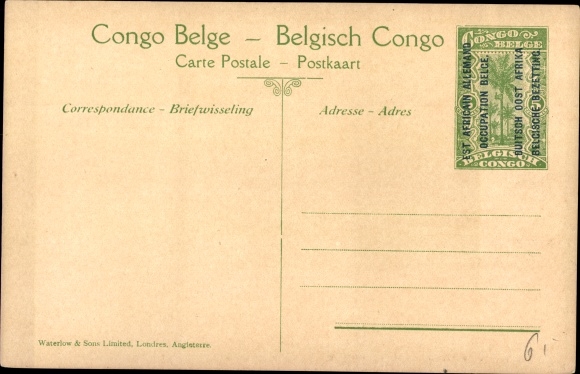 Congo Belge — Belgisch Congo
Carte Postale – Postkaart
Correspondance – Briefwisseling
Adresse – Adres
CONGO
BELGE
EST AFRICAIN ALLEMAND
OCCUPATION BELGE.
DUITSCH OOST AFRIKA
BELGISCHE BEZETTING.
BELGISCH
CONGO
Waterlow & Sons Limited, Londres, Angleterre.
6